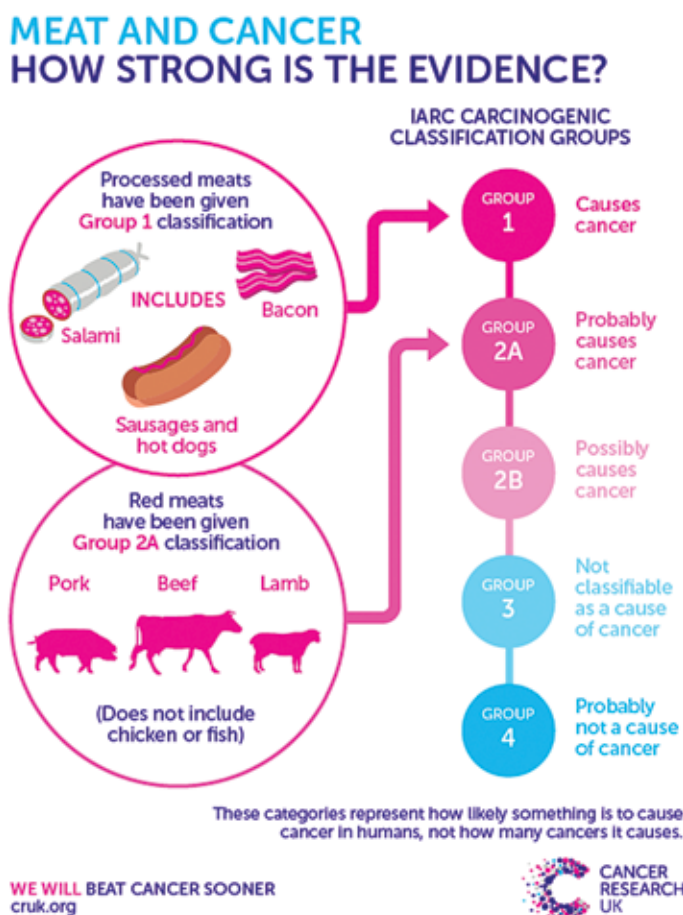 MEAT AND CANCER
HOW STRONG IS THE EVIDENCE?
IARC CARCINOGENIC
CLASSIFICATION GROUPS
Processed meats
have been given
Group 1 classification
INCLUDES
Salami
Bacon
Sausages and
hot dogs
Red meats
have been given
Group 2A classification
Pork
Beef
Lamb
(Does not include
chicken or fish)
GROUP
1
Causes
cancer
GROUP
2A
Probably
causes
cancer
GROUP
2B
Possibly
causes
cancer
GROUP
3
Not
classifiable
as a cause
of cancer
GROUP
4
Probably
not a cause
of cancer
These categories represent how likely something is to cause
cancer in humans, not how many cancers it causes.
WE WILL BEAT CANCER SOONER
cruk.org
CANCER
RESEARCH
UK